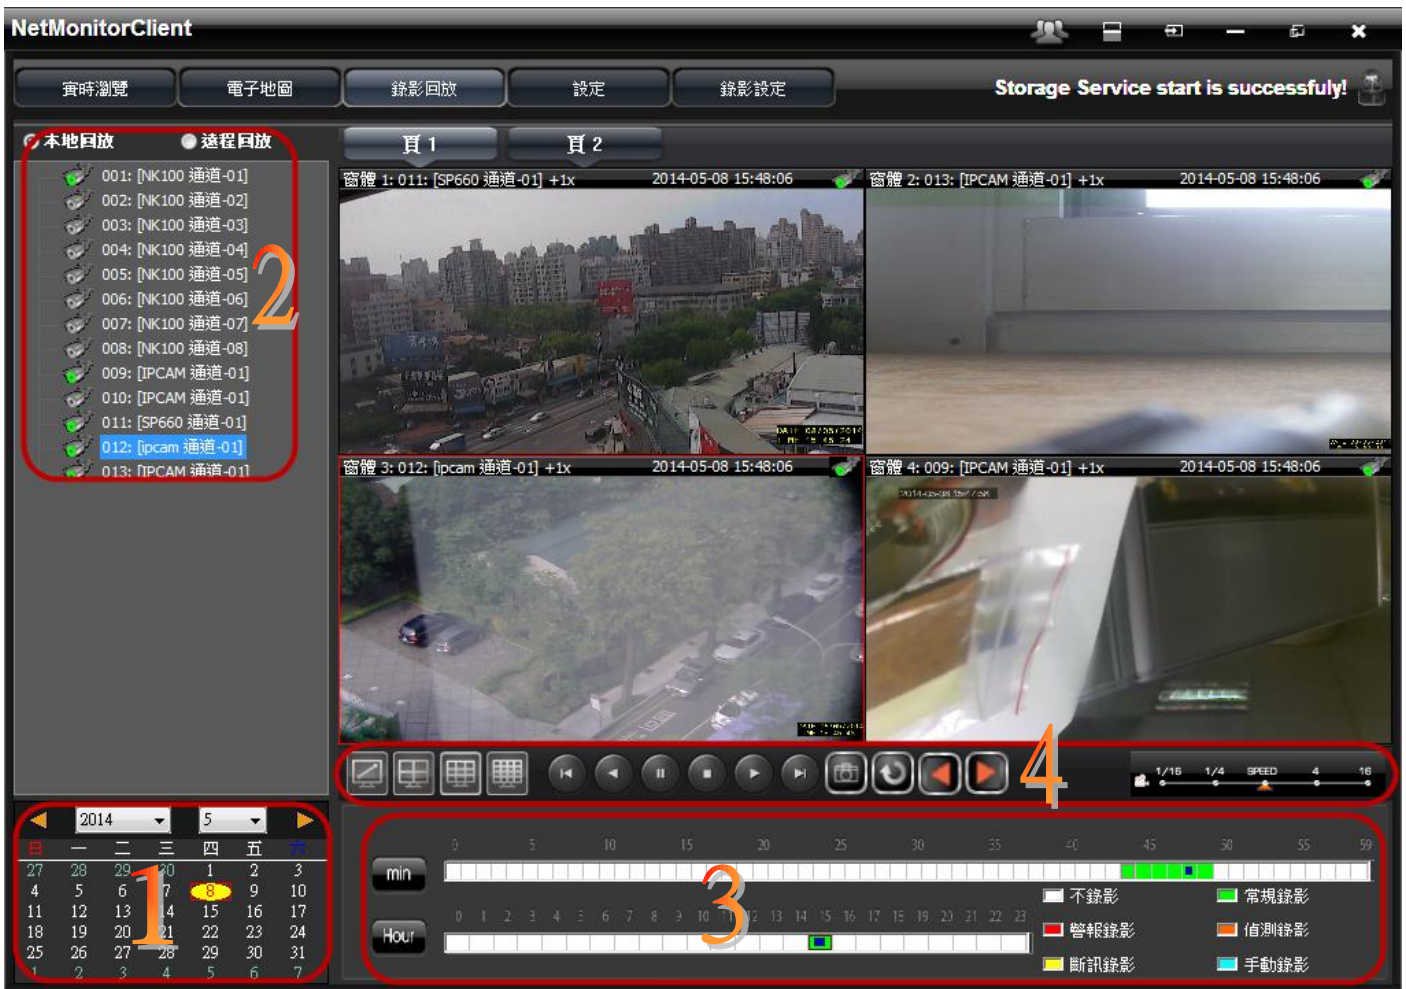 NetMonitorClient
實時瀏覽 電子地圖 錄影回放 設定 錄影設定 Storage Service start is successfuly!
本地回放 遠程回放
頁 1 頁 2
001: [NK100 通道-01]
002: [NK100 通道-02]
003: [NK100 通道-03]
004: [NK100 通道-04]
005: [NK100 通道-05]
006: [NK100 通道-06]
007: [NK100 通道-07]
008: [NK100 通道-08]
009: [IPCAM 通道-01]
010: [IPCAM 通道-01]
011: [SP660 通道-01]
012: [ipcam 通道-01]
013: [IPCAM 通道-01]
2
窗體 1: 011: [SP660 通道-01] +1x 2014-05-08 15:48:06
窗體 2: 013: [IPCAM 通道-01] +1x 2014-05-08 15:48:06
窗體 3: 012: [ipcam 通道-01] +1x 2014-05-08 15:48:06
窗體 4: 009: [IPCAM 通道-01] +1x 2014-05-08 15:48:06
4
1/16 1/4 SPEED 4 16
2014 5
日 一 二 三 四 五 六
27 28 29 30 1 2 3
4 5 6 7 8 9 10
11 12 13 14 15 16 17
18 19 20 21 22 23 24
25 26 27 28 29 30 31
1 2 3 4 5 6 7
1
0 5 10 15 20 25 30 35 40 45 50 55 59
min
0 1 2 3 4 5 6 7 8 9 10 11 12 13 14 15 16 17 18 19 20 21 22 23
Hour
3
不錄影 常規錄影
警報錄影 偵測錄影
斷訊錄影 手動錄影